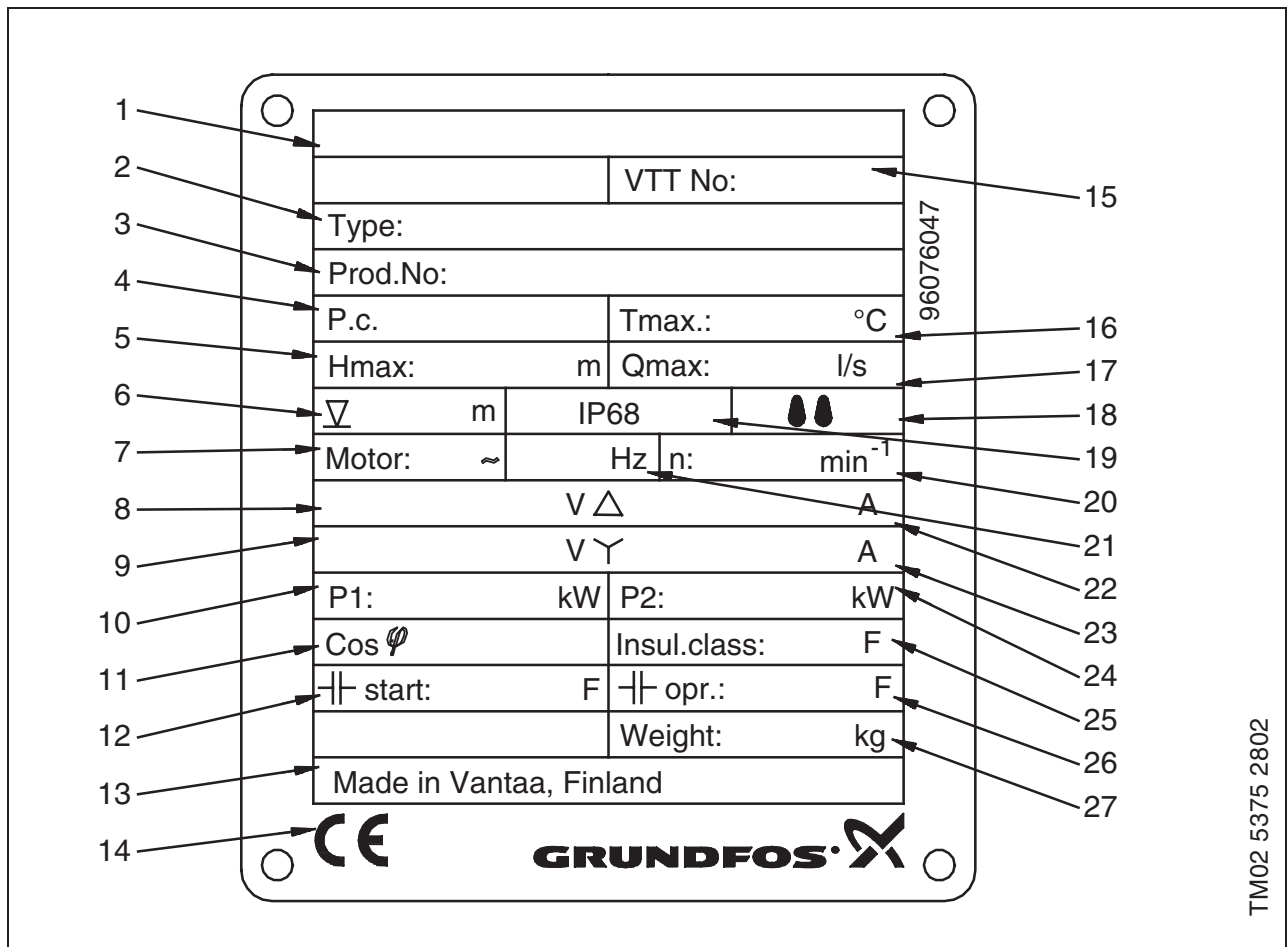 1
2
3
4
5
6
7
8
9
10
11
12
13
14
VTT No:
Type:
Prod.No:
P.c. Tmax.: °C
Hmax: m Qmax: l/s
m IP68
Motor: ~ Hz n: min-1
V △ A
V Y A
P1: kW P2: kW
Cos φ Insul.class: F
start: F opr.: F
Weight: kg
Made in Vantaa, Finland
CE GRUNDFOS
96076047
15
16
17
18
19
20
21
22
23
24
25
26
27
TM02 5375 2802